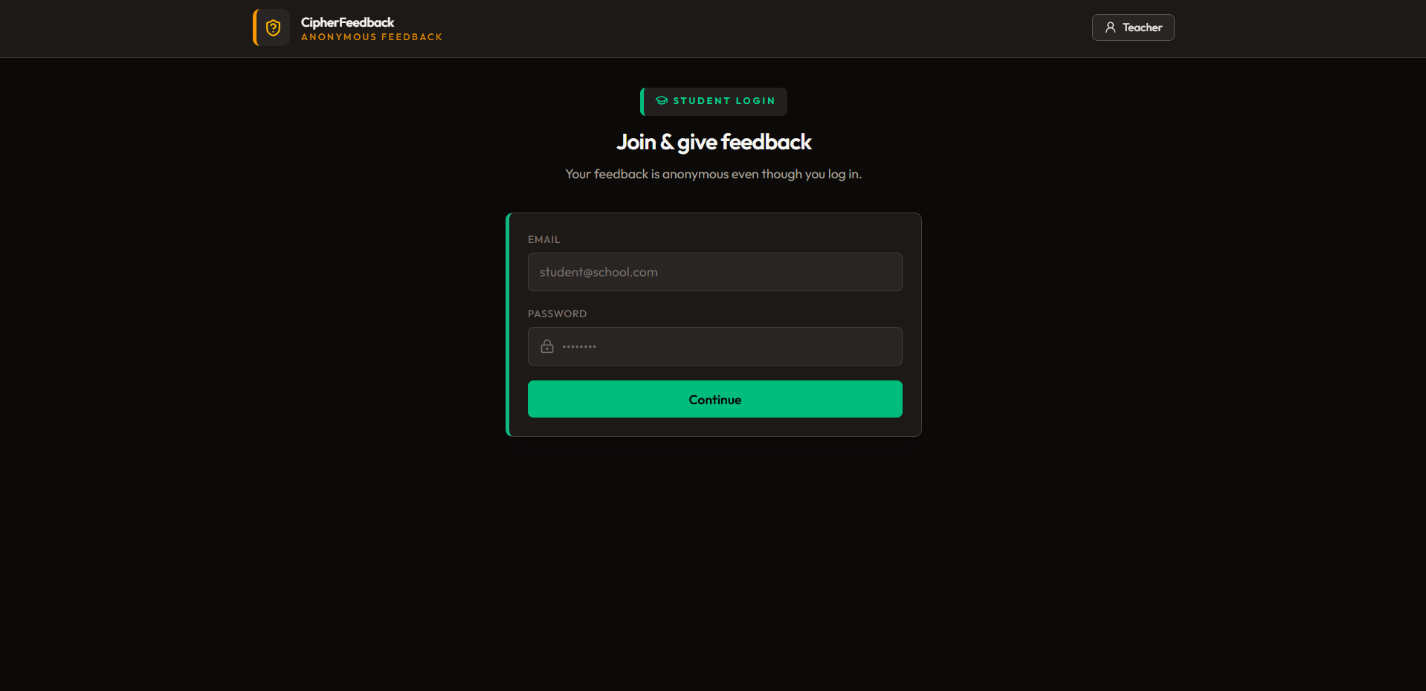 CipherFeedback
ANONYMOUS FEEDBACK
Teacher
STUDENT LOGIN
Join & give feedback
Your feedback is anonymous even though you log in.
EMAIL
student@school.com
PASSWORD
••••••••
Continue